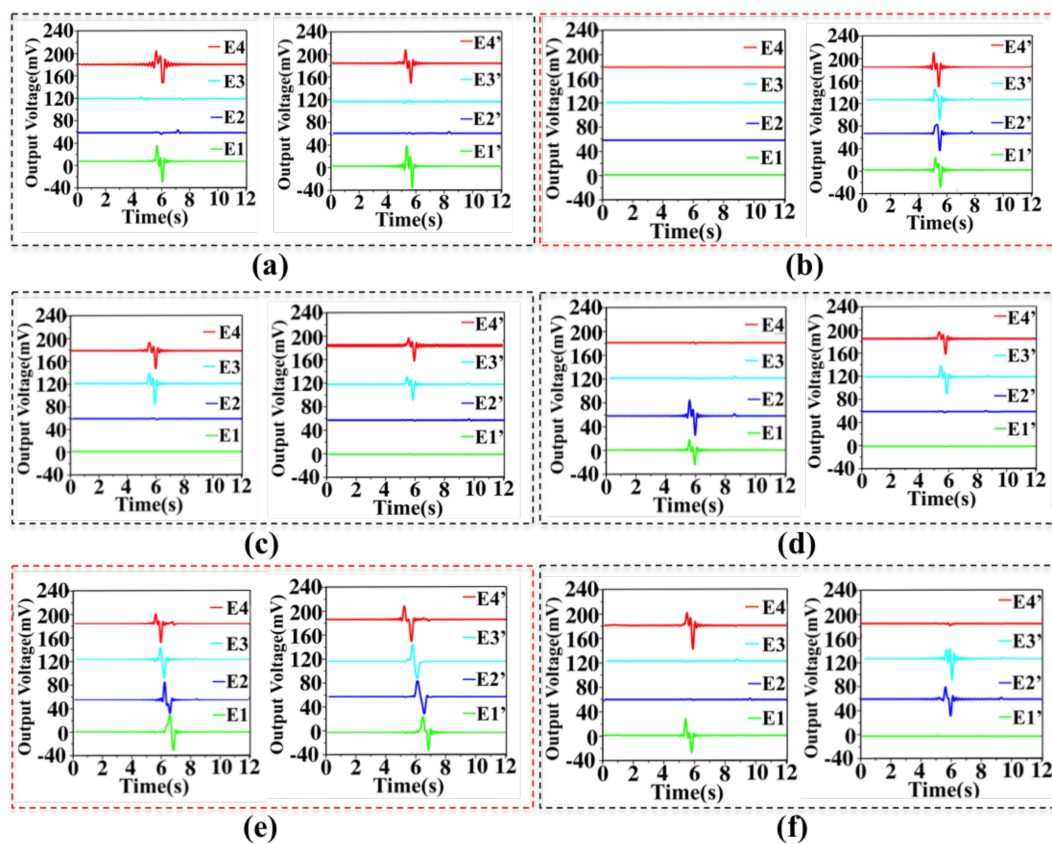 Output Voltage(mV)
240
200
160
120
80
40
0
-40
E4
E3
E2
E1
0 2 4 6 8 10 12
Time(s)
Output Voltage(mV)
240
200
160
120
80
40
0
-40
E4’
E3’
E2’
E1’
0 2 4 6 8 10 12
Time(s)
(a)
Output Voltage(mV)
240
200
160
120
80
40
0
-40
E4
E3
E2
E1
0 2 4 6 8 10 12
Time(s)
Output Voltage(mV)
240
200
160
120
80
40
0
-40
E4’
E3’
E2’
E1’
0 2 4 6 8 10 12
Time(s)
(b)
Output Voltage(mV)
240
200
160
120
80
40
0
-40
E4
E3
E2
E1
0 2 4 6 8 10 12
Time(s)
Output Voltage(mV)
240
200
160
120
80
40
0
-40
E4’
E3’
E2’
E1’
0 2 4 6 8 10 12
Time(s)
(c)
Output Voltage(mV)
240
200
160
120
80
40
0
-40
E4
E3
E2
E1
0 2 4 6 8 10 12
Time(s)
Output Voltage(mV)
240
200
160
120
80
40
0
-40
E4’
E3’
E2’
E1’
0 2 4 6 8 10 12
Time(s)
(d)
Output Voltage(mV)
240
200
160
120
80
40
0
-40
E4
E3
E2
E1
0 2 4 6 8 10 12
Time(s)
Output Voltage(mV)
240
200
160
120
80
40
0
-40
E4’
E3’
E2’
E1’
0 2 4 6 8 10 12
Time(s)
(e)
Output Voltage(mV)
240
200
160
120
80
40
0
-40
E4
E3
E2
E1
0 2 4 6 8 10 12
Time(s)
Output Voltage(mV)
240
200
160
120
80
40
0
-40
E4’
E3’
E2’
E1’
0 2 4 6 8 10 12
Time(s)
(f)